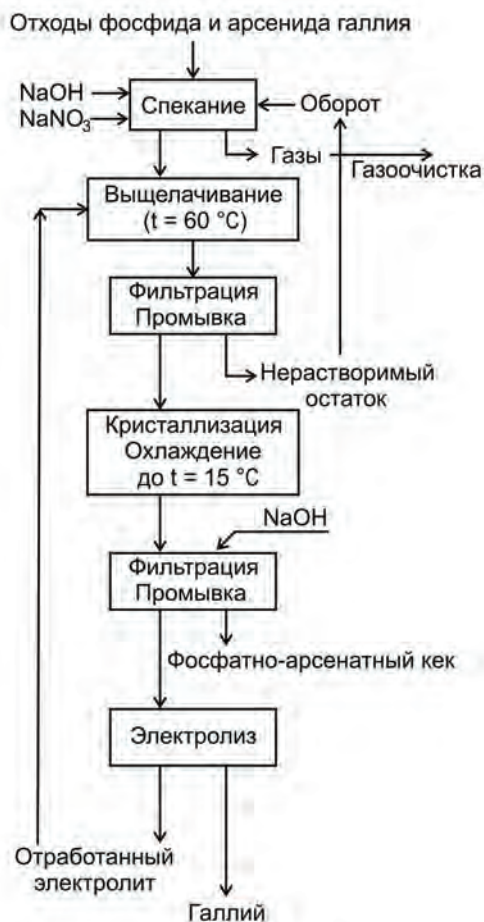 Отходы фосфида и арсенида галлия
NaOH
NaNO₃
Спекание
Оборот
Газы
Газоочистка
Выщелачивание
(t = 60 °C)
Фильтрация
Промывка
Нерастворимый
остаток
Кристаллизация
Охлаждение
до t = 15 °C
NaOH
Фильтрация
Промывка
Фосфатно-арсенатный кек
Электролиз
Отработанный
электролит
Галлий